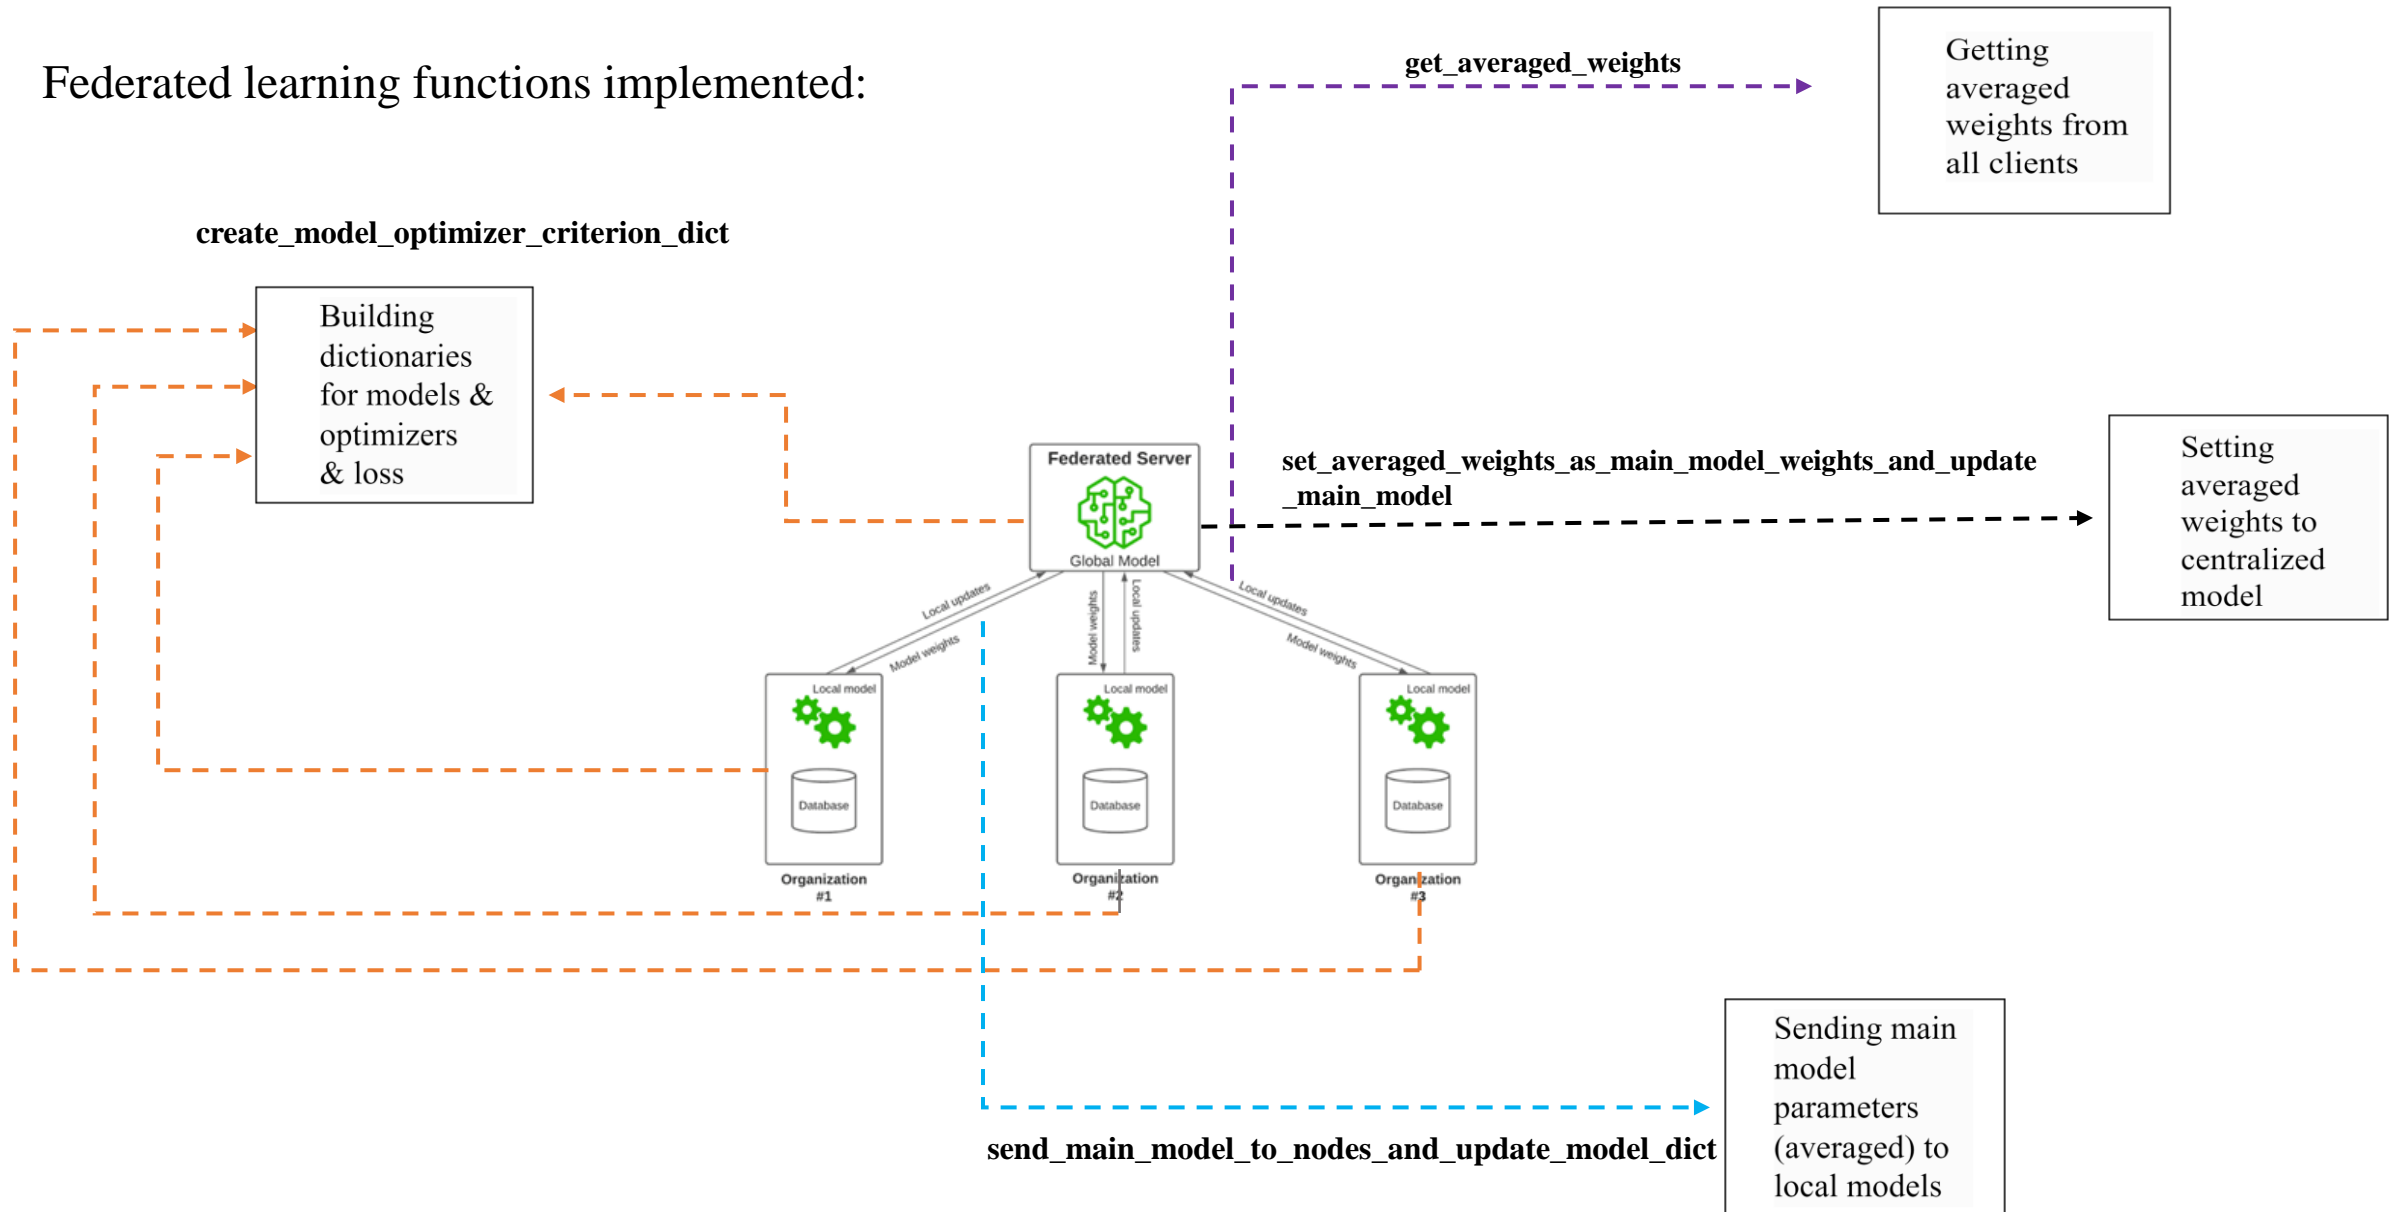 Federated learning functions implemented:
get_averaged_weights
Getting
averaged
weights from
all clients
create_model_optimizer_criterion_dict
Building
dictionaries
for models &
optimizers
& loss
Federated Server
Global Model
set_averaged_weights_as_main_model_weights_and_update
_main_model
Setting
averaged
weights to
centralized
model
Local updates
Model weights
Model weights
Local updates
Local updates
Model weights
Local model
Database
Organization
#1
Local model
Database
Organization
#2
Local model
Database
Organization
#3
send_main_model_to_nodes_and_update_model_dict
Sending main
model
parameters
(averaged) to
local models